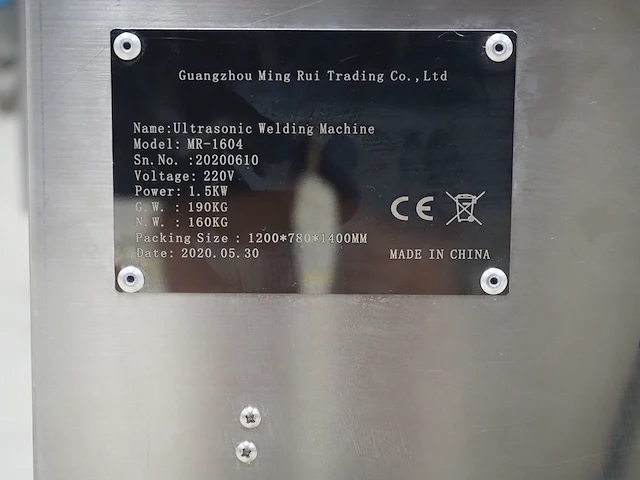 Guangzhou Ming Rui Trading Co.,Ltd
Name:Ultrasonic Welding Machine
Model: MR-1604
Sn.No. :20200610
Voltage: 220V
Power: 1.5KW
G.W. : 190KG
N.W. : 160KG
Packing Size : 1200*780*1400MM
Date: 2020.05.30
CE
MADE IN CHINA